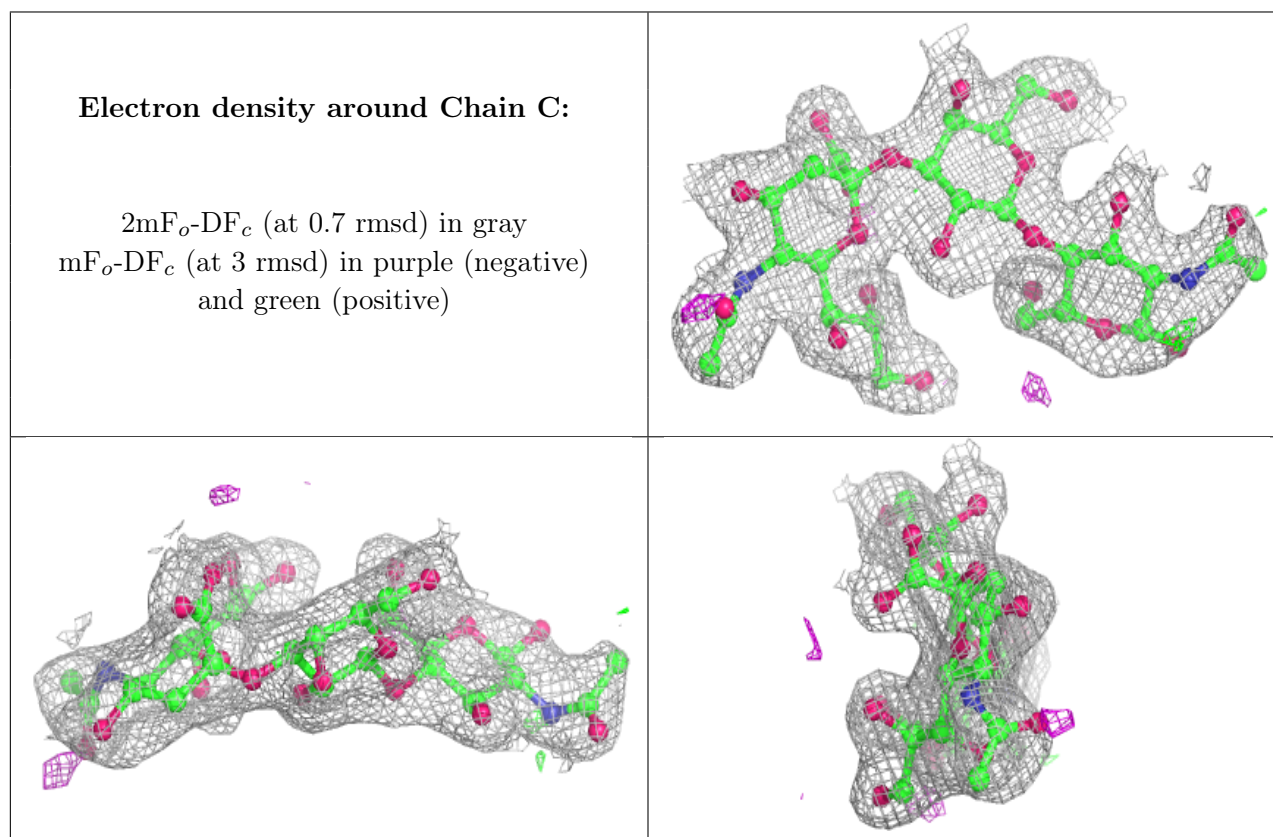 Electron density around Chain C:
2mFo-DFc (at 0.7 rmsd) in gray
mFo-DFc (at 3 rmsd) in purple (negative)
and green (positive)